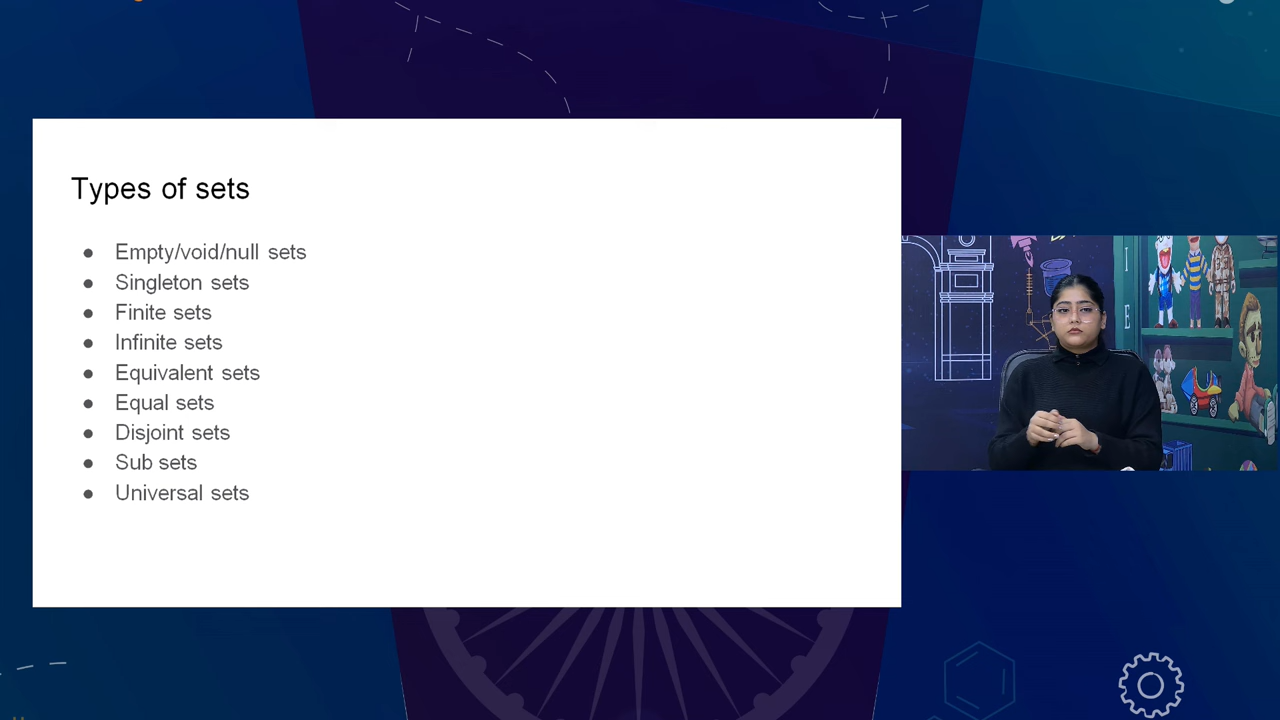 Types of sets
● Empty/void/null sets
● Singleton sets
● Finite sets
● Infinite sets
● Equivalent sets
● Equal sets
● Disjoint sets
● Sub sets
● Universal sets
I
E